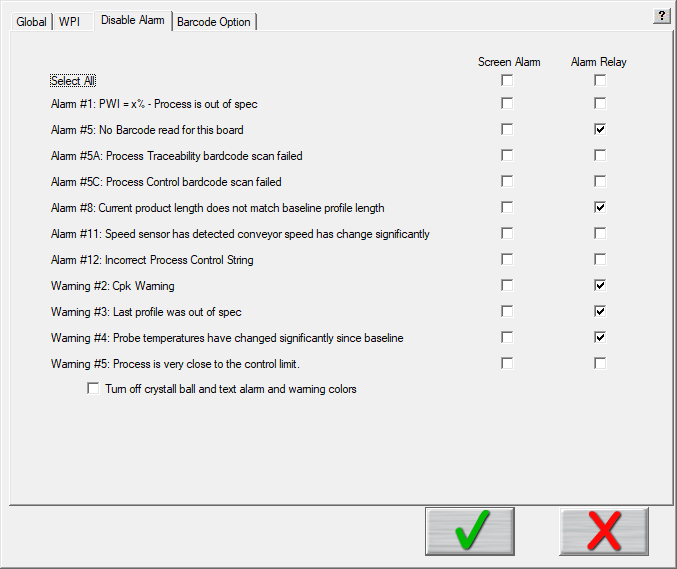 Global WPI Disable Alarm Barcode Option ?
Screen Alarm Alarm Relay
Select All
Alarm #1: PWI = x% - Process is out of spec
Alarm #5: No Barcode read for this board
Alarm #5A: Process Traceability bardcode scan failed
Alarm #5C: Process Control bardcode scan failed
Alarm #8: Current product length does not match baseline profile length
Alarm #11: Speed sensor has detected conveyor speed has change significantly
Alarm #12: Incorrect Process Control String
Warning #2: Cpk Warning
Warning #3: Last profile was out of spec
Warning #4: Probe temperatures have changed significantly since baseline
Warning #5: Process is very close to the control limit.
Turn off crystall ball and text alarm and warning colors